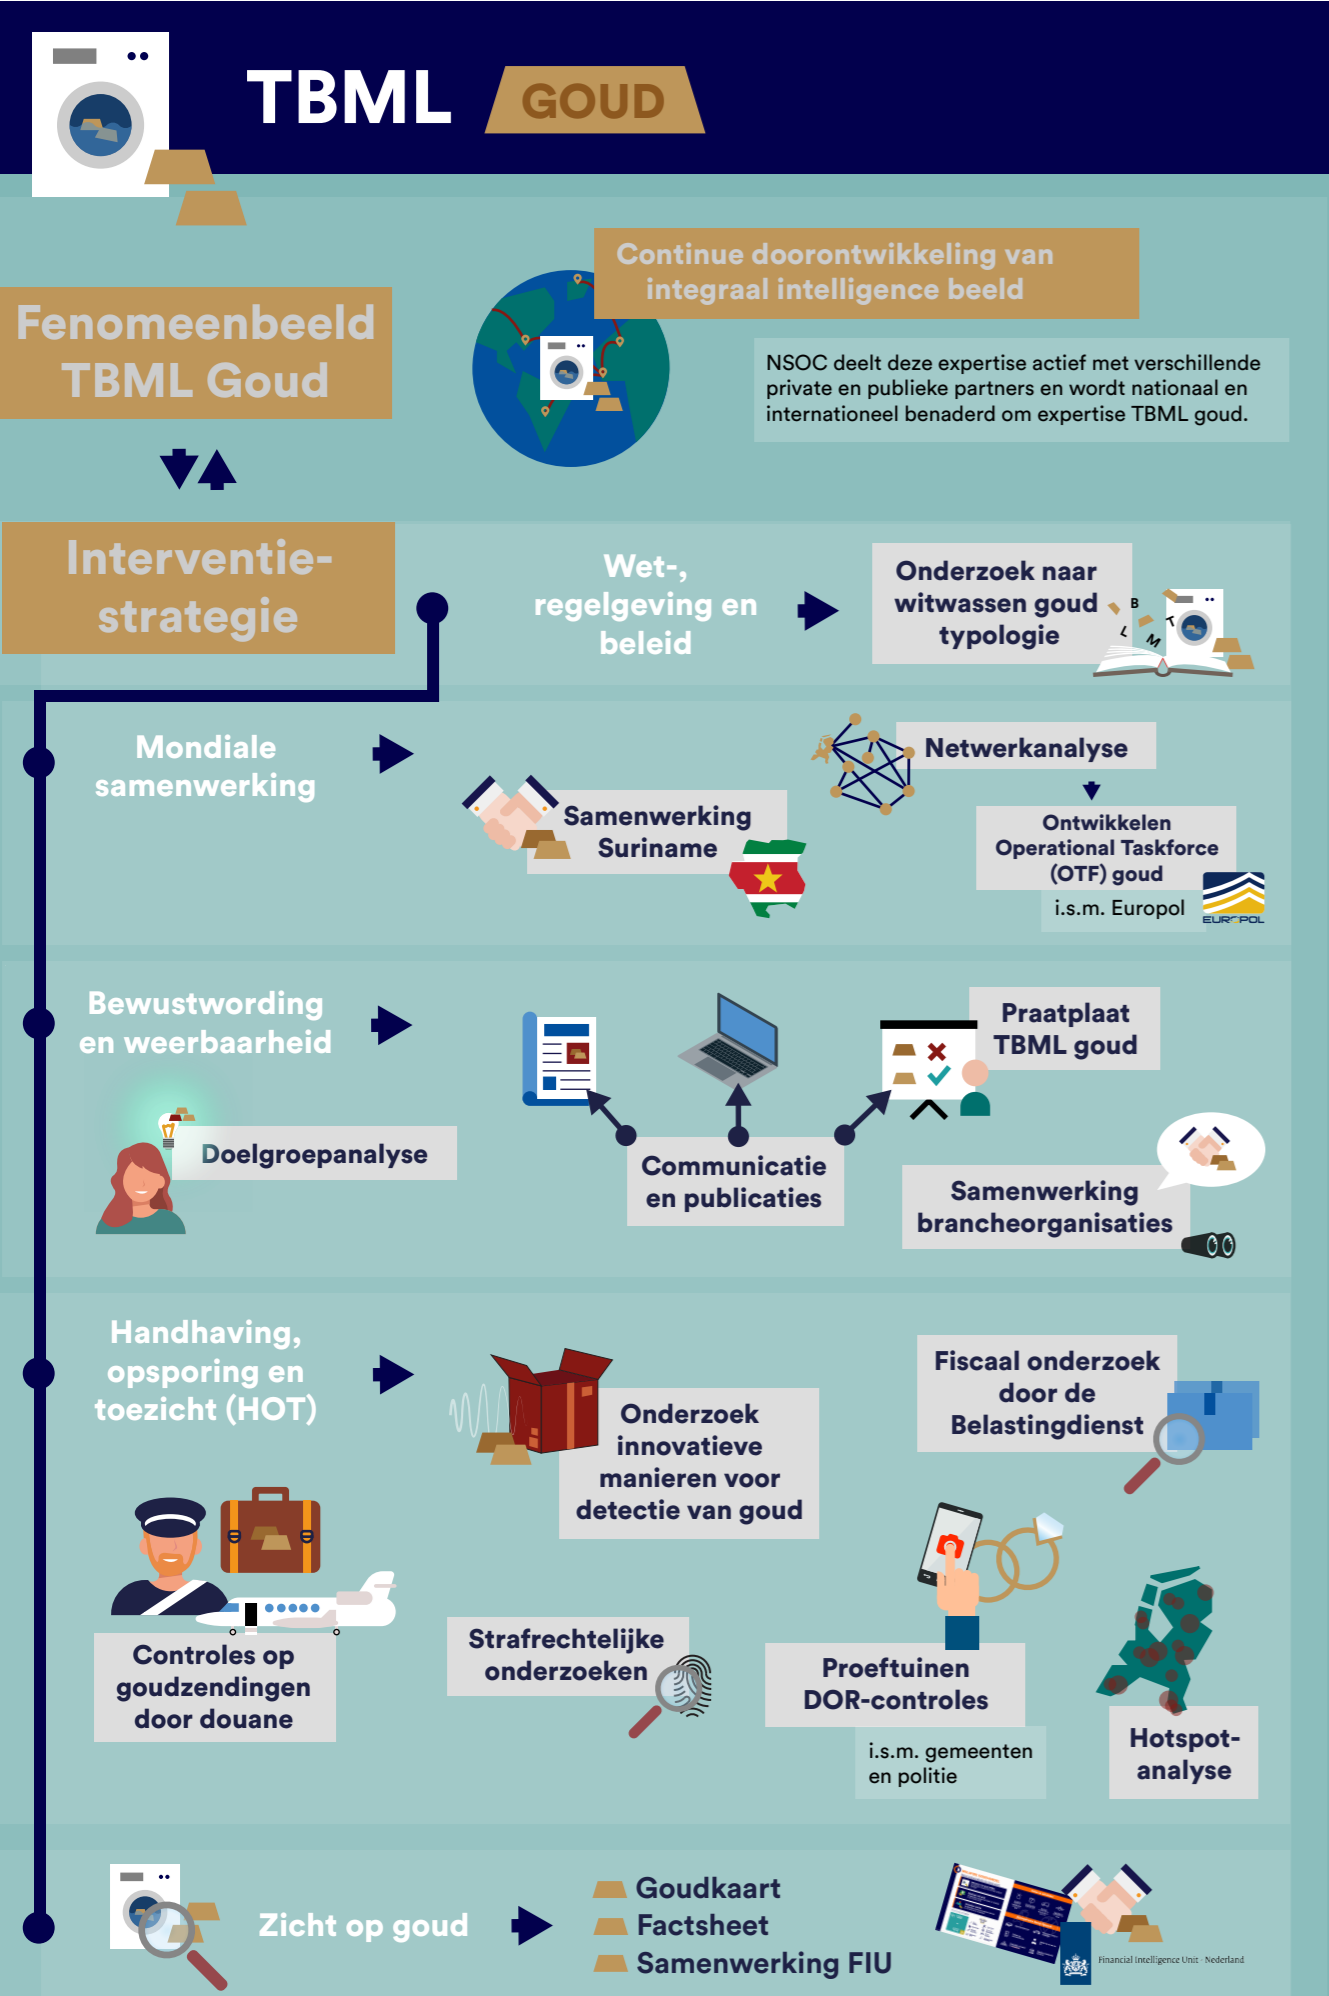 TBML
GOUD
Continue doorontwikkeling van
integraal intelligence beeld
Fenomeenbeeld
TBML Goud
NSOC deelt deze expertise actief met verschillende
private en publieke partners en wordt nationaal en
internationeel benaderd om expertise TBML goud.
Interventie-
strategie
Wet-,
regelgeving en
beleid
Onderzoek naar
witwassen goud
typologie
B
T
L
M
Mondiale
samenwerking
Samenwerking
Suriname
Netwerkanalyse
Ontwikkelen
Operational Taskforce
(OTF) goud
i.s.m. Europol
EUROPOL
Bewustwording
en weerbaarheid
Doelgroepanalyse
Communicatie
en publicaties
Praatplaat
TBML goud
Samenwerking
brancheorganisaties
Handhaving,
opsporing en
toezicht (HOT)
Onderzoek
innovatieve
manieren voor
detectie van goud
Fiscaal onderzoek
door de
Belastingdienst
Controles op
goudzendingen
door douane
Strafrechtelijke
onderzoeken
Proeftuinen
DOR-controles
i.s.m. gemeenten
en politie
Hotspot-
analyse
Zicht op goud
Goudkaart
Factsheet
Samenwerking FIU
Financial Intelligence Unit - Nederland